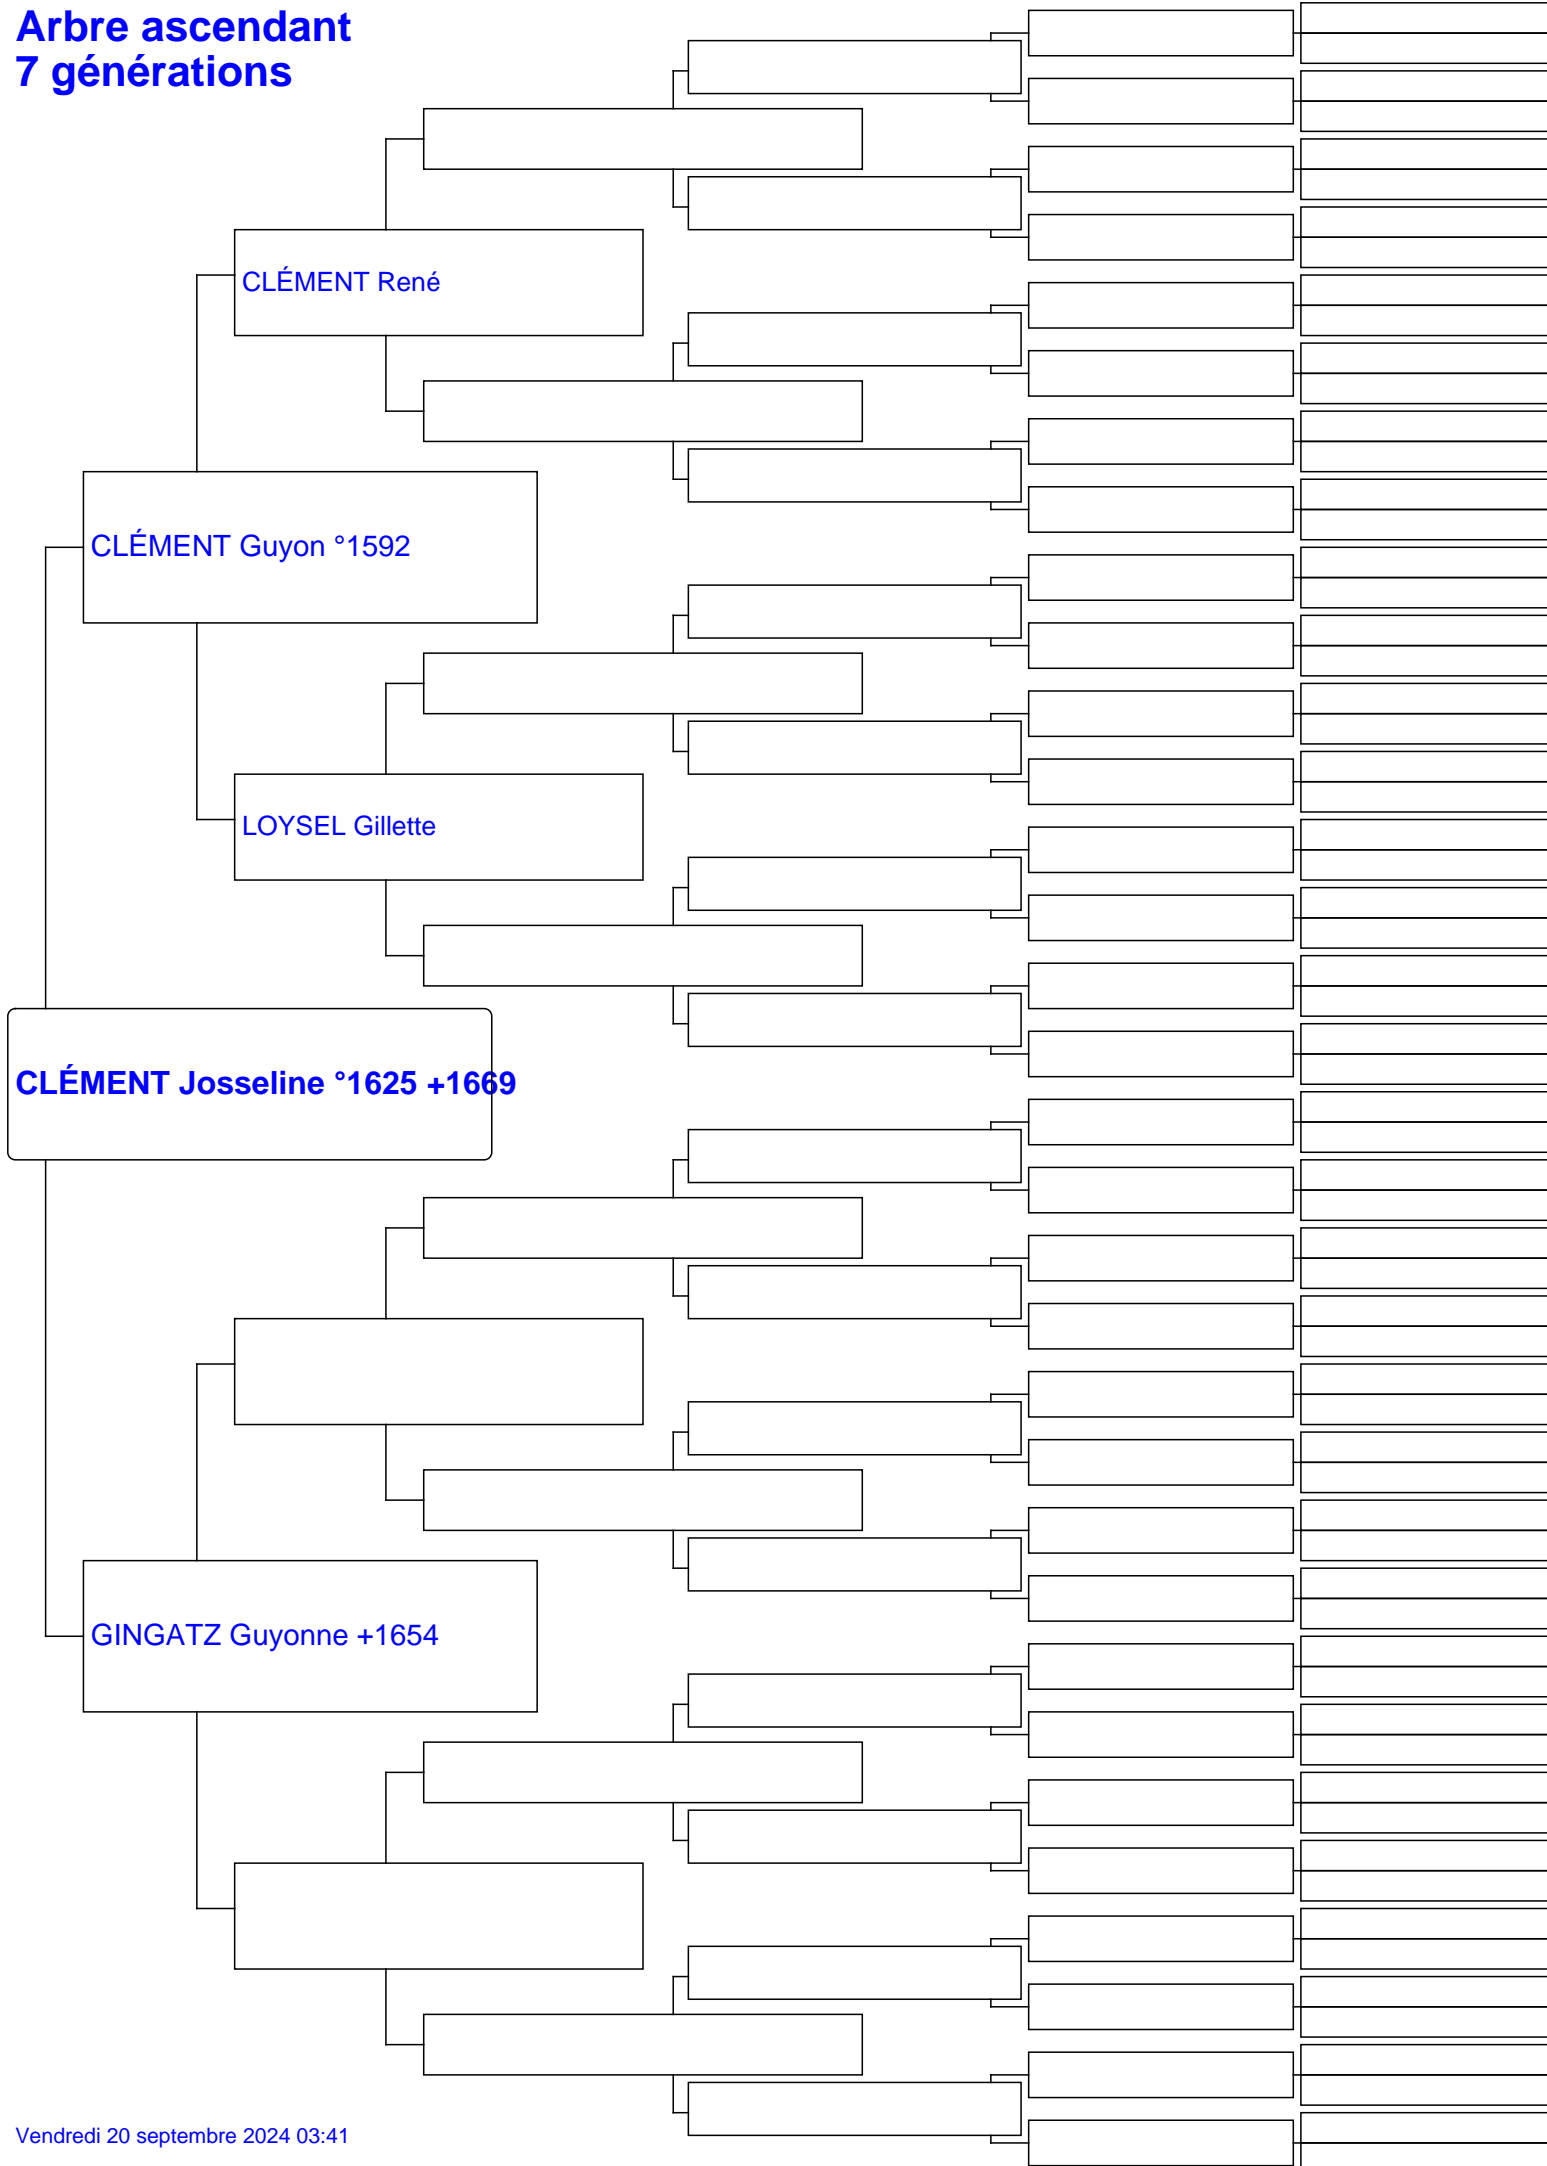 Arbre ascendant
7 générations
CLÉMENT René
CLÉMENT Guyon °1592
LOYSEL Gillette
CLÉMENT Josseline °1625 +1669
GINGATZ Guyonne +1654
Vendredi 20 septembre 2024 03:41